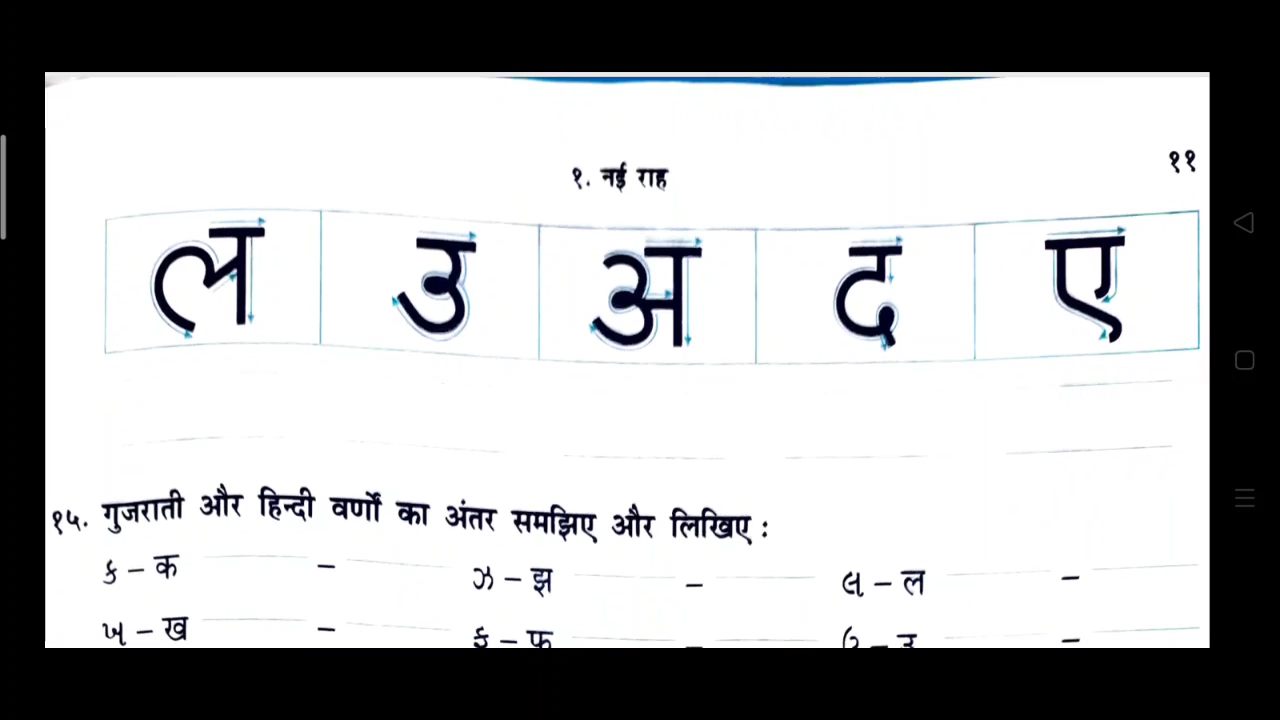 १. नई राह
११
ल उ अ द ए
१५. गुजराती और हिन्दी वर्णों का अंतर समझिए और लिखिए :
ક – क – ઝ – झ – લ – ल –
ખ – ख – ફ – फ – ઉ – उ –